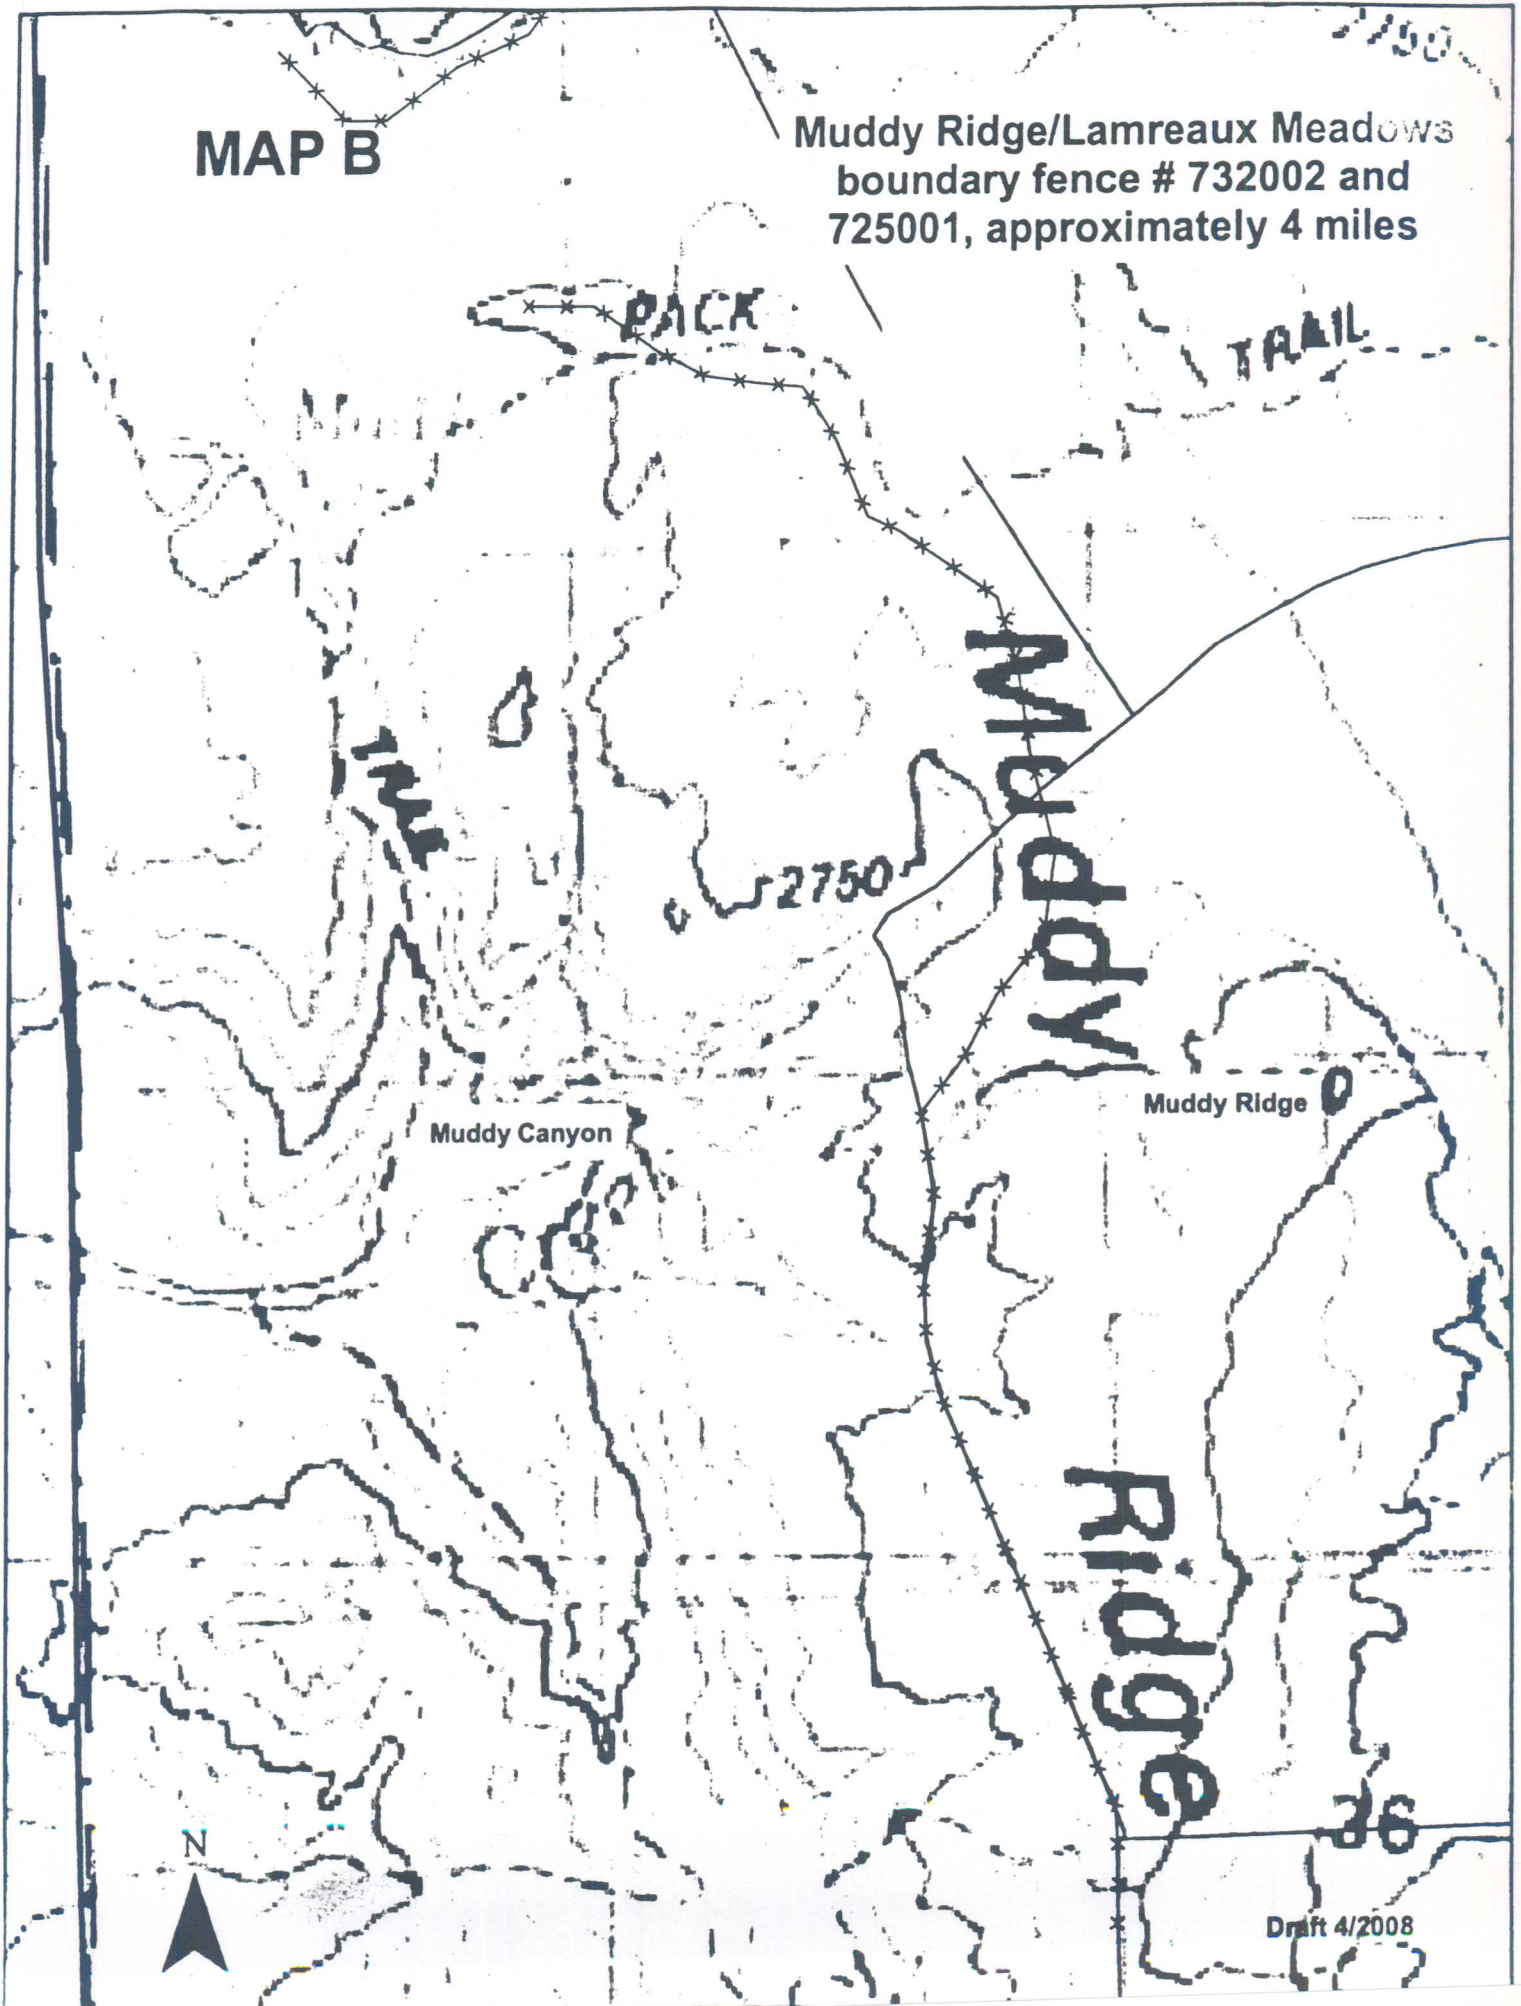 MAP B
Muddy Ridge/Lamreaux Meadows
boundary fence # 732002 and
725001, approximately 4 miles
PACK
TRAIL
Muddy
2750
Muddy Ridge
Muddy Canyon
Ridge
36
N
Draft 4/2008